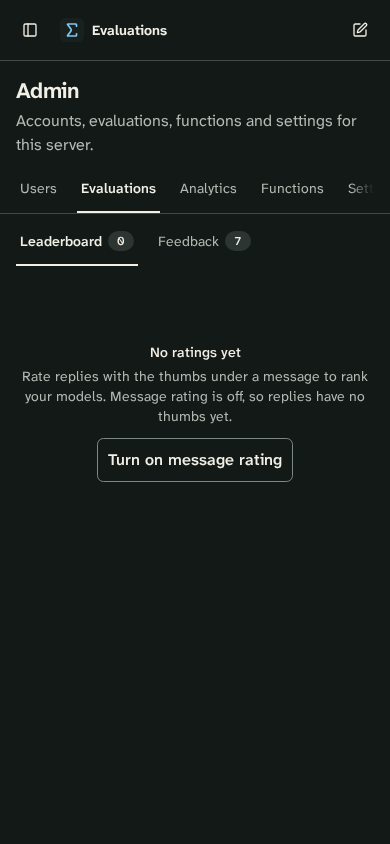 Evaluations
Admin
Accounts, evaluations, functions and settings for
this server.
Users Evaluations Analytics Functions Sett
Leaderboard 0 Feedback 7
No ratings yet
Rate replies with the thumbs under a message to rank
your models. Message rating is off, so replies have no
thumbs yet.
Turn on message rating